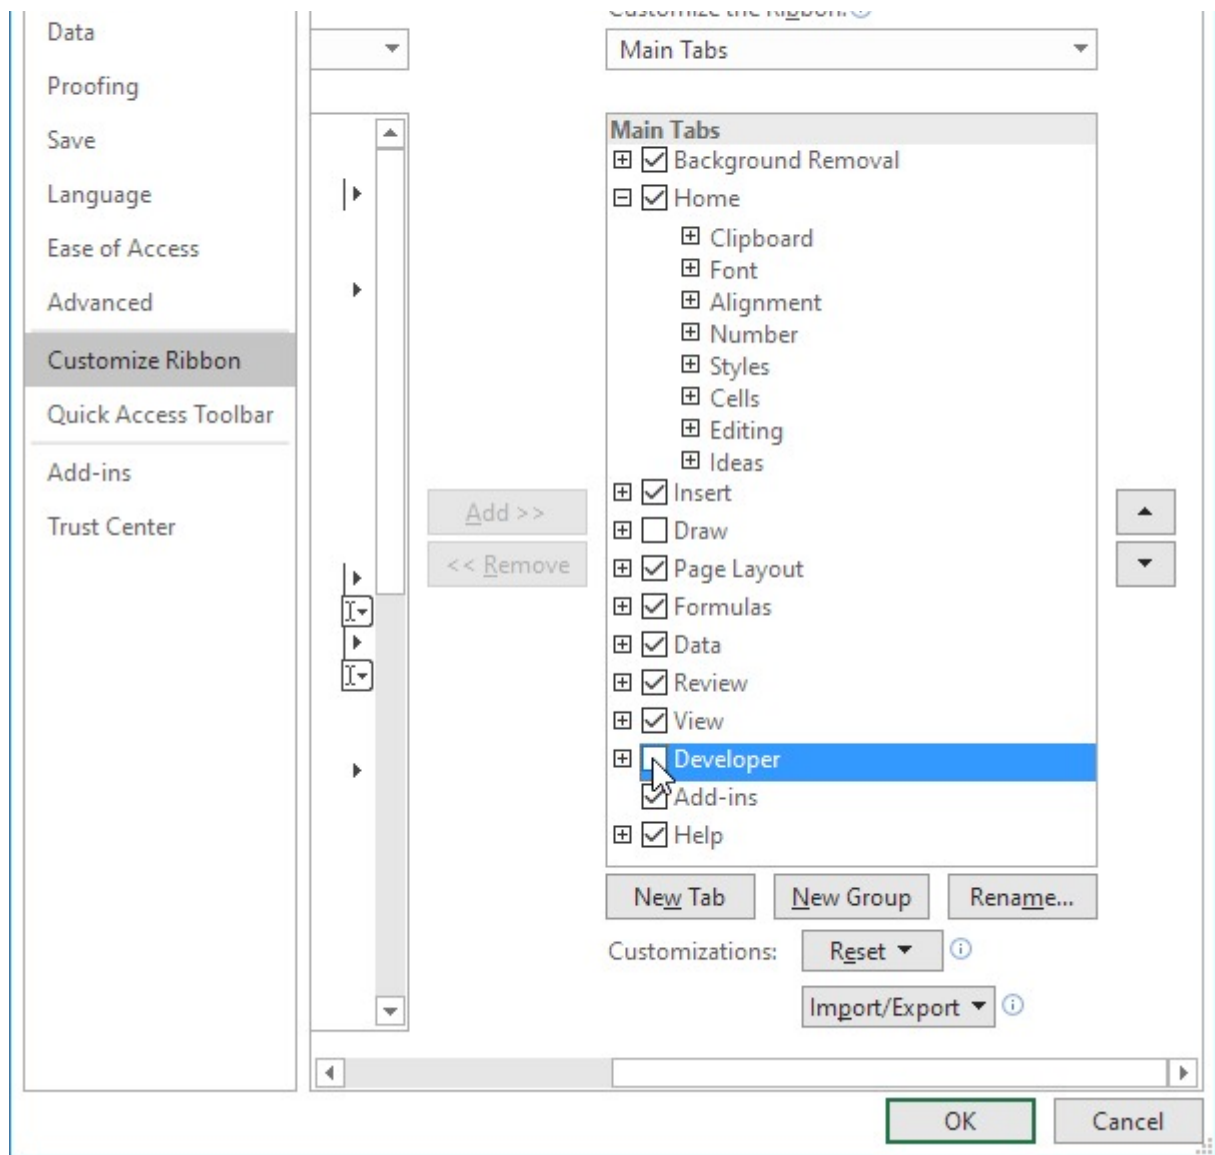 Customize the Ribbon:
Data
Main Tabs
Proofing
Save
Language
Ease of Access
Advanced
Customize Ribbon
Quick Access Toolbar
Add-ins
Trust Center
Add >>
<< Remove
Main Tabs
Background Removal
Home
Clipboard
Font
Alignment
Number
Styles
Cells
Editing
Ideas
Insert
Draw
Page Layout
Formulas
Data
Review
View
Developer
Add-ins
Help
New Tab New Group Rename...
Customizations: Reset
Import/Export
OK Cancel